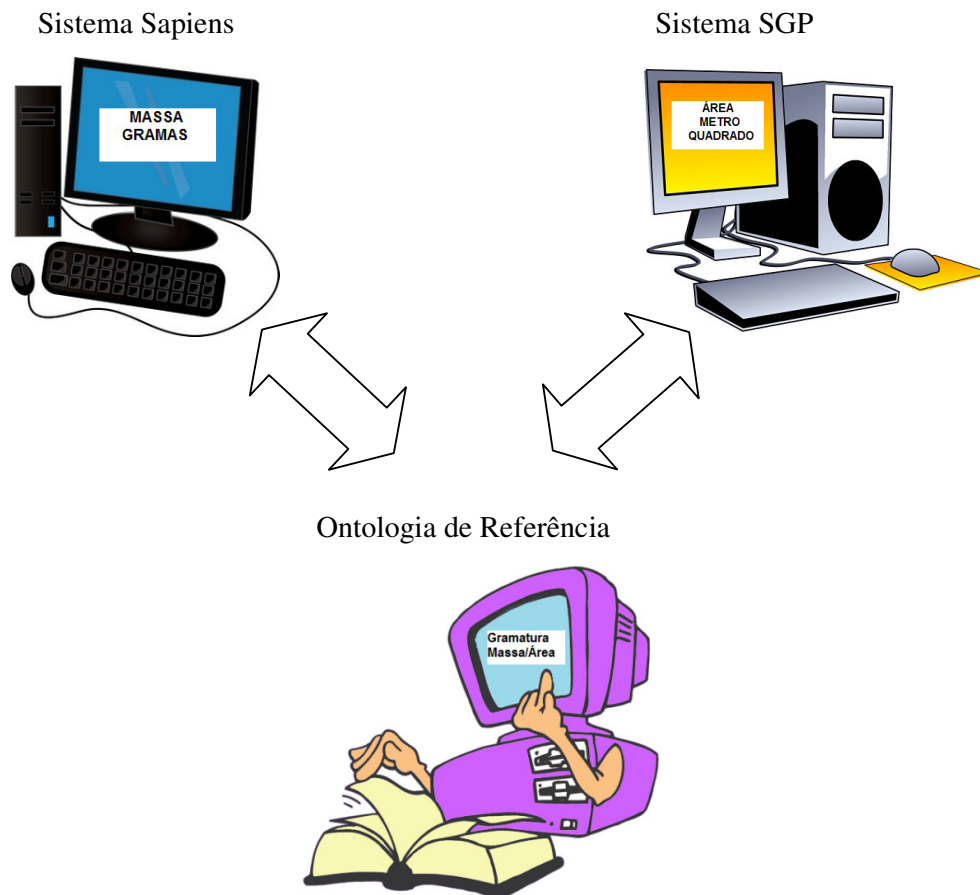 Sistema Sapiens
Sistema SGP
MASSA
GRAMAS
ÁREA
METRO
QUADRADO
Ontologia de Referência
Gramatura
Massa/Área